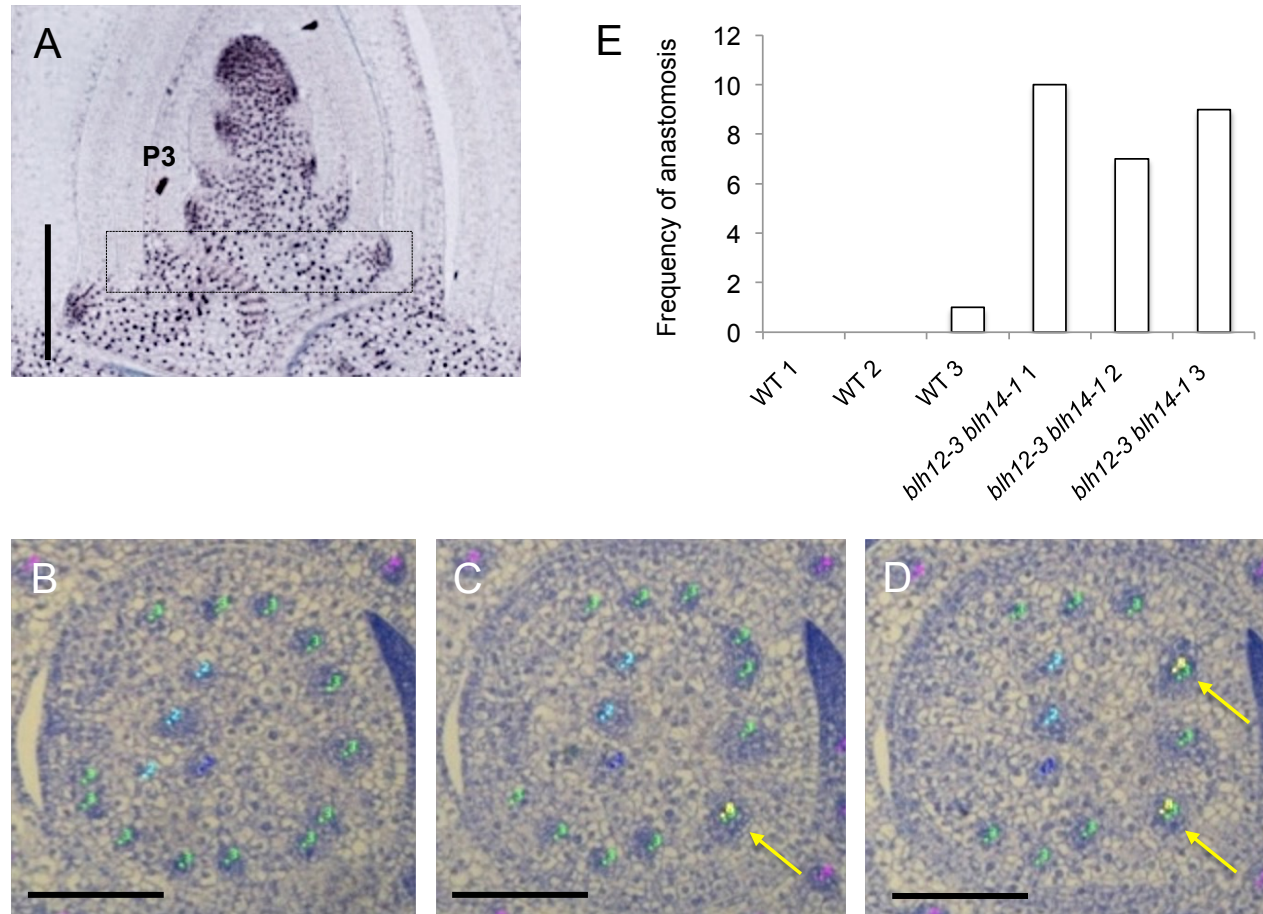 A
P3
E
Frequency of anastomosis
12
10
8
6
4
2
0
WT 1
WT 2
WT 3
blh12-3 blh14-1 1
blh12-3 blh14-1 2
blh12-3 blh14-1 3
B
C
D